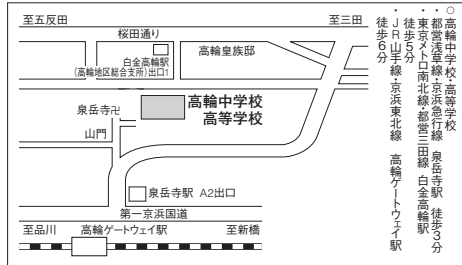 ○高輪中学校・高等学校
・都営浅草線・京浜急行線 泉岳寺駅 徒歩3分
・東京メトロ南北線・都営三田線 白金高輪駅
徒歩5分
・JR山手線・京浜東北線 高輪ゲートウェイ駅
徒歩6分
至五反田
至三田
桜田通り
白金高輪駅
(高輪地区総合支所)出口1
高輪皇族邸
泉岳寺卍
高輪中学校
高等学校
山門
泉岳寺駅 A2出口
第一京浜国道
至品川
高輪ゲートウェイ駅
至新橋